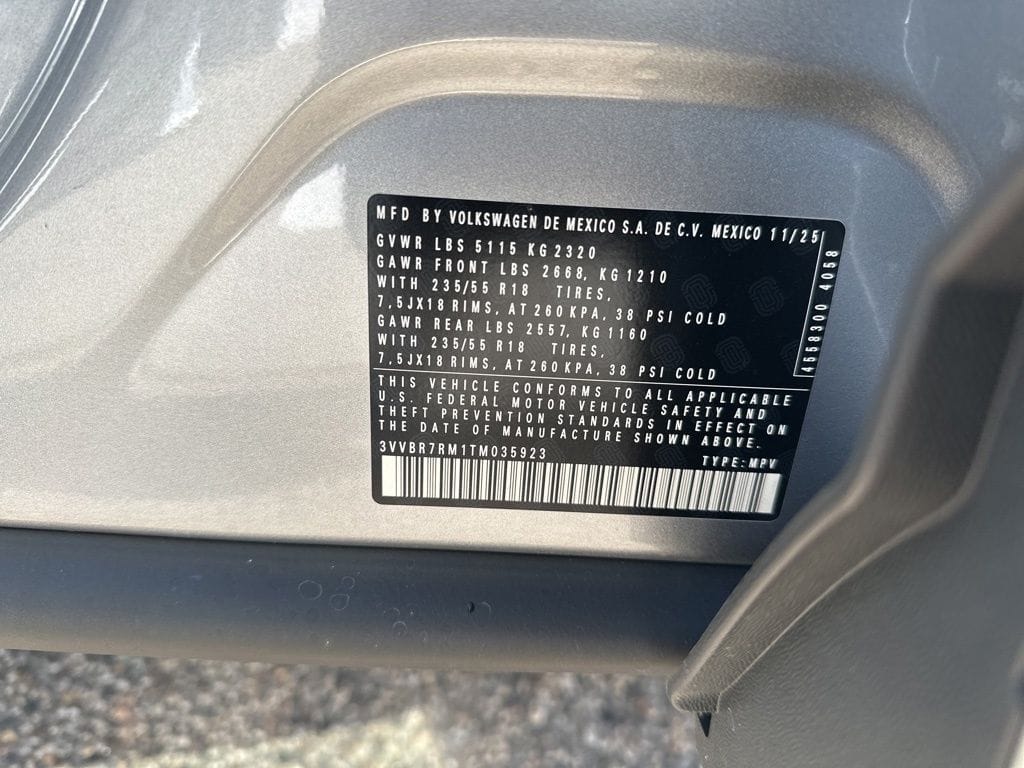 MFD BY VOLKSWAGEN DE MEXICO S.A. DE C.V. MEXICO 11/25
GVWR LBS 5115 KG 2320
GAWR FRONT LBS 2668, KG 1210
WITH 235/55 R18 TIRES,
7,5JX18 RIMS, AT 260 KPA, 38 PSI COLD
GAWR REAR LBS 2557, KG 1160
WITH 235/55 R18 TIRES,
7,5JX18 RIMS, AT 260 KPA, 38 PSI COLD
4558300 4058
THIS VEHICLE CONFORMS TO ALL APPLICABLE
U.S. FEDERAL MOTOR VEHICLE SAFETY AND
THEFT PREVENTION STANDARDS IN EFFECT ON
THE DATE OF MANUFACTURE SHOWN ABOVE.
3VVBR7RM1TM035923 TYPE: MPV